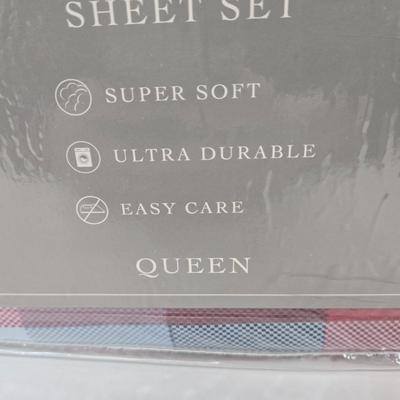 SHEET SET
SUPER SOFT
ULTRA DURABLE
EASY CARE
QUEEN